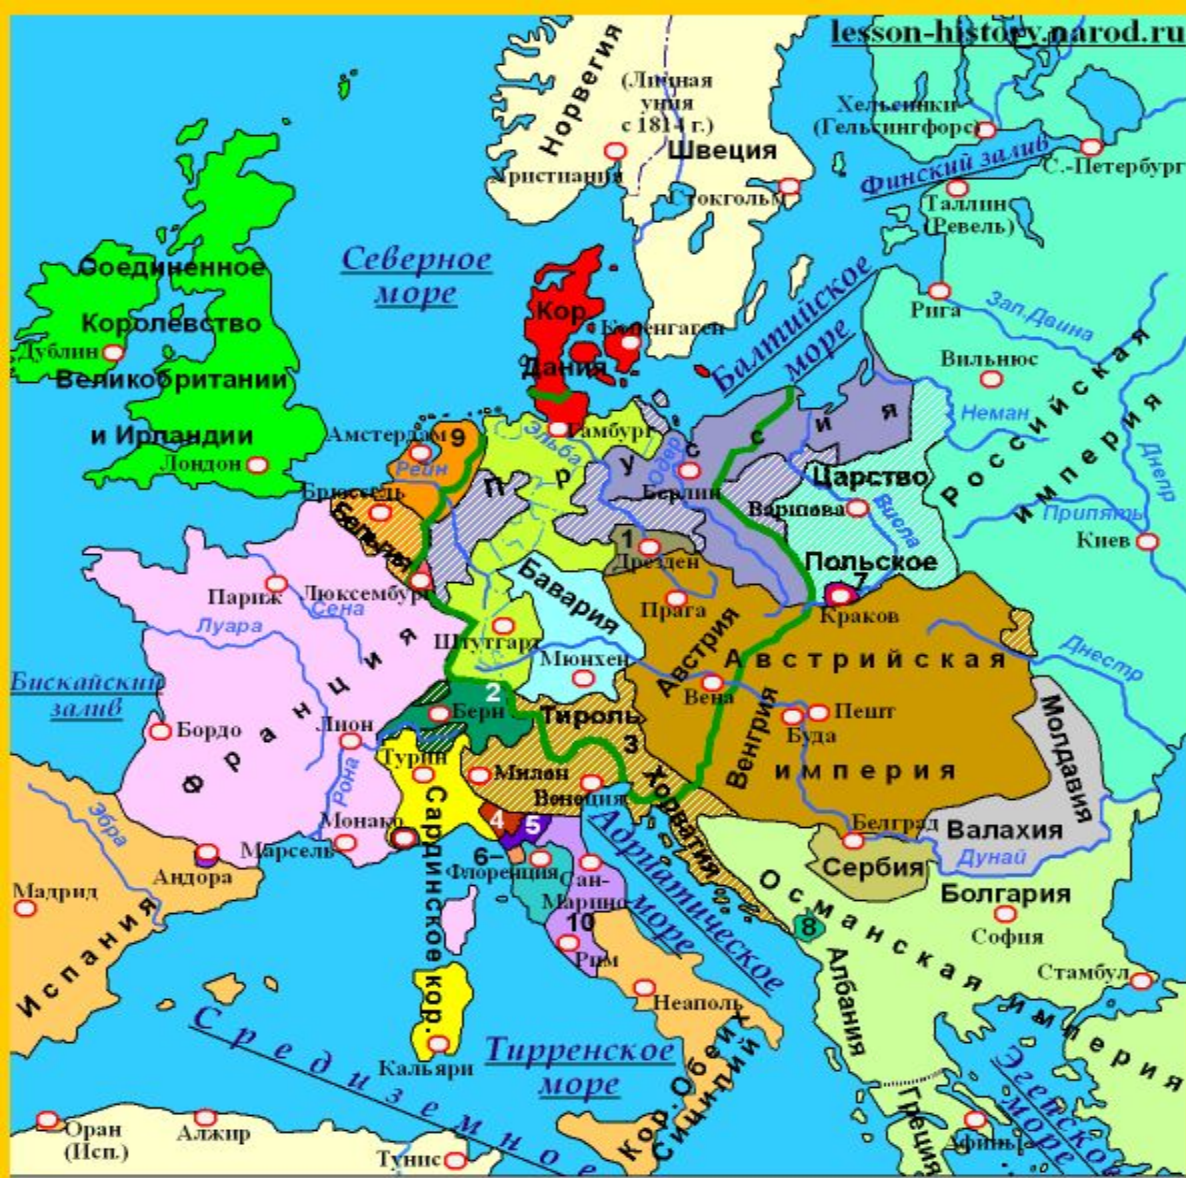 lesson-history.narod.ru
Норвегия
(Личная
уния
с 1814 г.)
Швеция
Христиания
Стокгольм
Хельсинки
(Гельсингфорс)
Финский залив
С.-Петербург
Таллин
(Ревель)
Северное
море
Соединенное
Королевство
Великобритании
и Ирландии
Дублин
Лондон
Кор.
Дания
Копенгаген
Балтийское
море
Рига
Зап.Двина
Вильнюс
Неман
Российская
империя
Днепр
Припять
Киев
Амстердам
9
Рейн
Брюссель
Бельгия
Люксембург
Эльба
Гамбург
Пруссия
Одер
Берлин
Царство
Польское
Варшава
Висла
1
Дрезден
7
Краков
Прага
Бавария
Мюнхен
Штутгарт
Париж
Сена
Луара
Франция
Бискайский
залив
Бордо
Лион
Рона
Берн
2
Тироль
3
Австрия
Вена
Австрийская
империя
Венгрия
Пешт
Буда
Днестр
Молдавия
Валахия
Дунай
Белград
Сербия
Болгария
София
Стамбул
Османская империя
8
Албания
Греция
Афины
Эгейское
море
Хорватия
Турин
Милан
Венеция
Сардинское кор.
Монако
Марсель
4
5
6–
Флоренция
Сан-
Марино
10
Рим
Адриатическое
море
Неаполь
Кор. Обеих
Сицилий
Тирренское
море
Кальяри
Средиземное
Эбра
Андора
Мадрид
Испания
Оран
(Исп.)
Алжир
Тунис